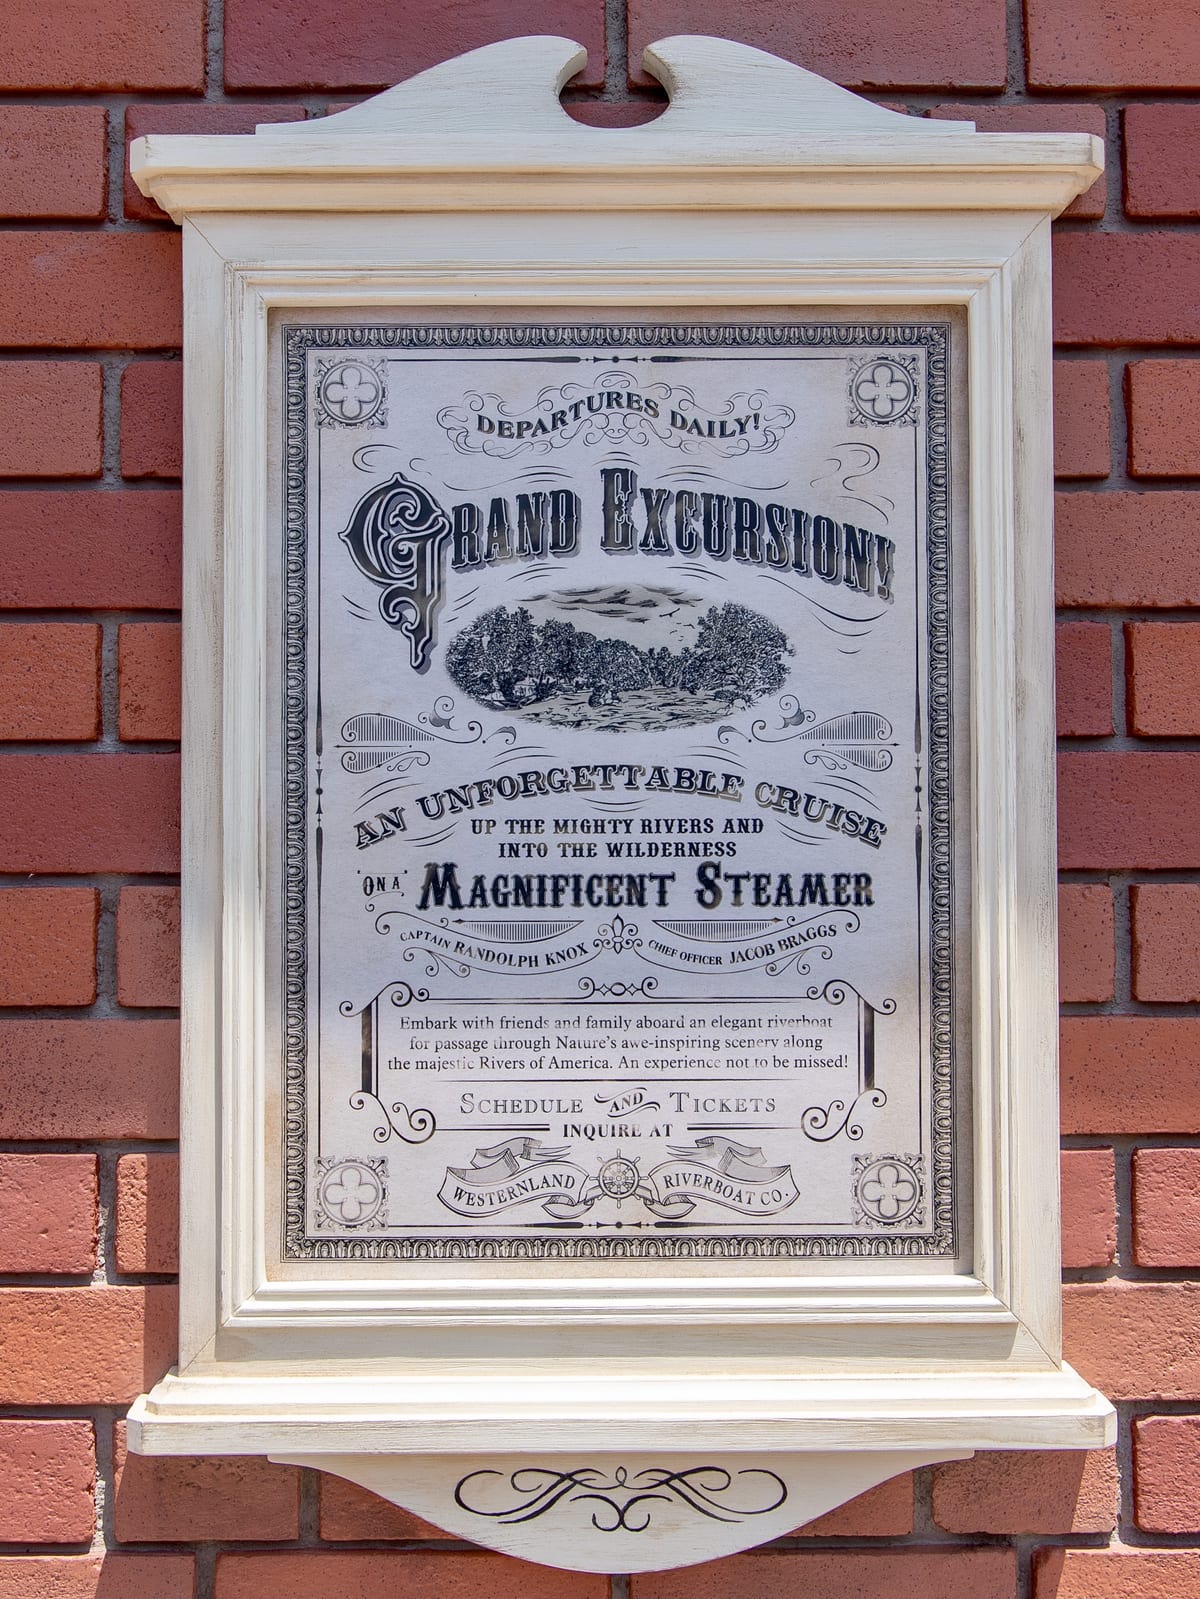 DEPARTURES DAILY!
GRAND EXCURSION!
AN UNFORGETTABLE CRUISE
UP THE MIGHTY RIVERS AND
INTO THE WILDERNESS
"ON A" MAGNIFICENT STEAMER
CAPTAIN RANDOLPH KNOX CHIEF OFFICER JACOB BRAGGS
Embark with friends and family aboard an elegant riverboat
for passage through Nature's awe-inspiring scenery along
the majestic Rivers of America. An experience not to be missed!
SCHEDULE AND TICKETS
INQUIRE AT
WESTERNLAND RIVERBOAT CO.